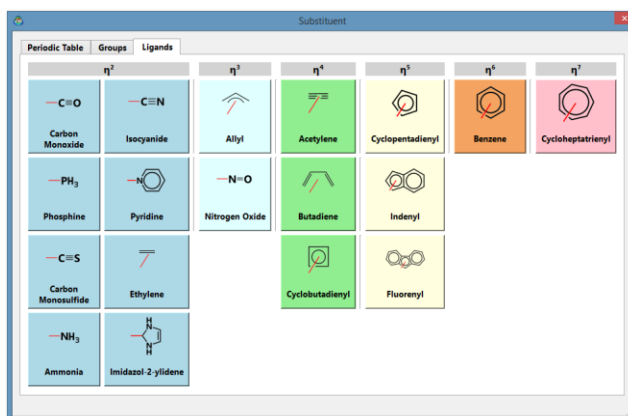 Substituent
Periodic Table Groups Ligands
η² η³ η⁴ η⁵ η⁶ η⁷
C≡O
Carbon
Monoxide
C≡N
Isocyanide
Allyl
Acetylene
Cyclopentadienyl
Benzene
Cycloheptatrienyl
PH₃
Phosphine
N
Pyridine
N=O
Nitrogen Oxide
Butadiene
Indenyl
C≡S
Carbon
Monosulfide
Ethylene
Cyclobutadienyl
Fluorenyl
NH₃
Ammonia
H
N
N
H
Imidazol-2-ylidene